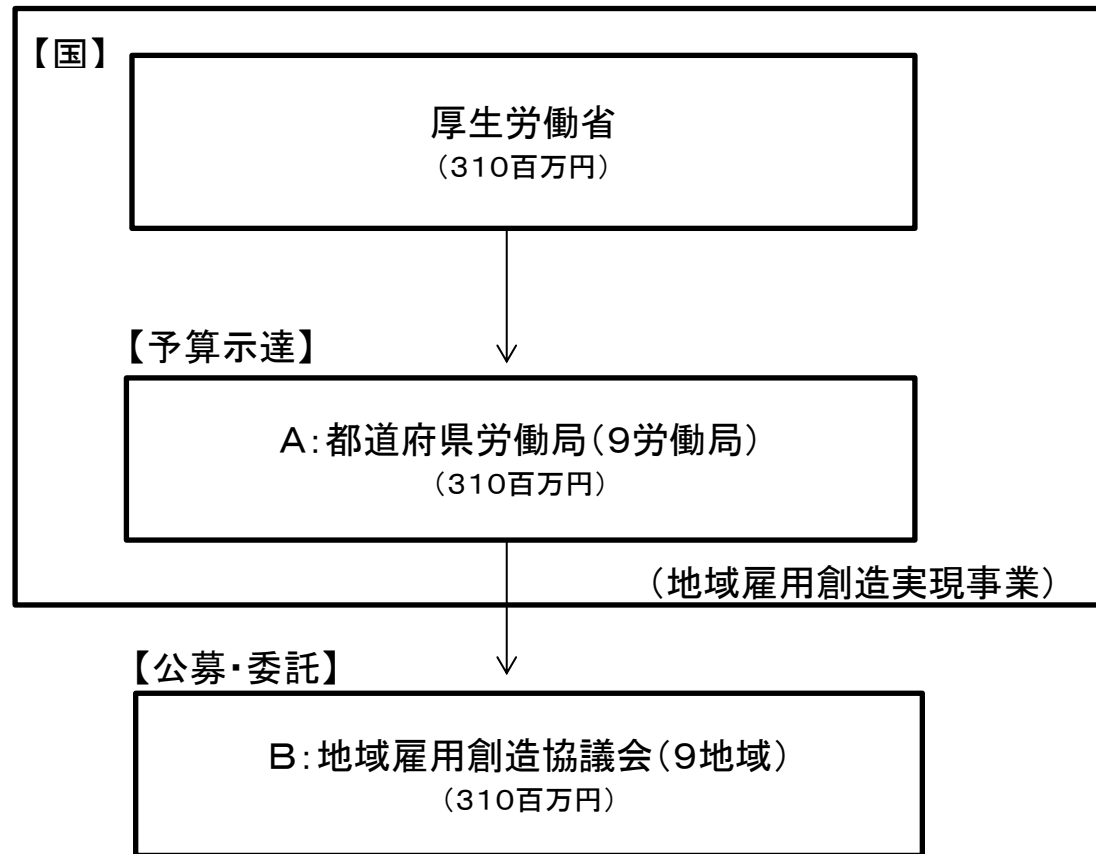 【国】
厚生労働省
（310百万円）
【予算示達】
A：都道府県労働局（9労働局）
（310百万円）
（地域雇用創造実現事業）
【公募・委託】
B：地域雇用創造協議会（9地域）
（310百万円）